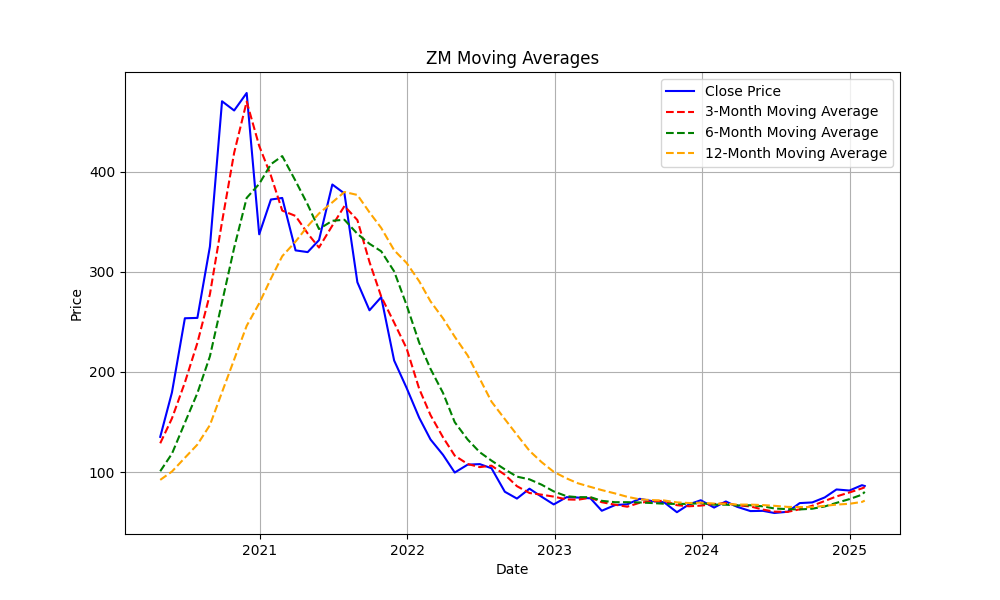 ZM Moving Averages
Close Price
3-Month Moving Average
6-Month Moving Average
12-Month Moving Average
400
300
200
100
Price
2021 2022 2023 2024 2025
Date